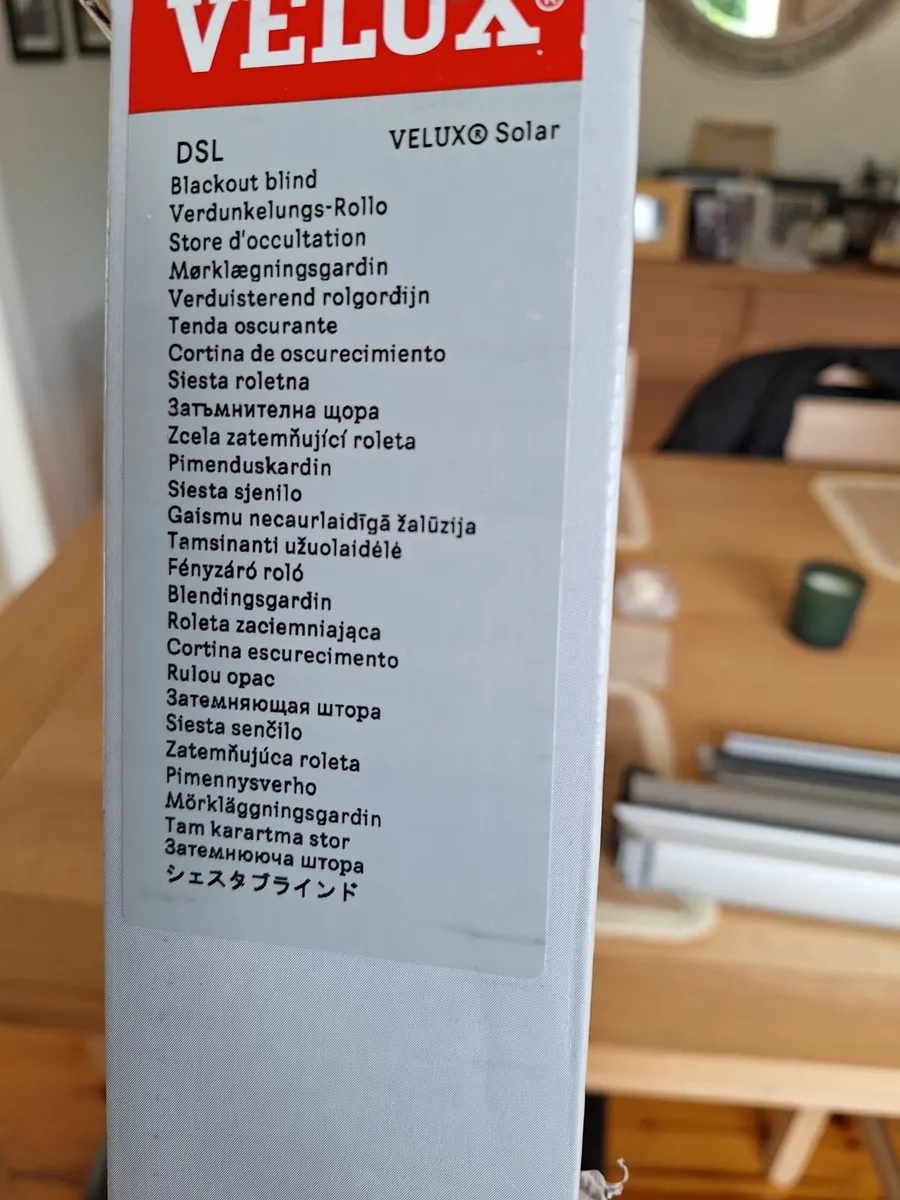 VELUX®
DSL VELUX® Solar
Blackout blind
Verdunkelungs-Rollo
Store d'occultation
Mørklægningsgardin
Verduisterend rolgordijn
Tenda oscurante
Cortina de oscurecimiento
Siesta roletna
Затъмнителна щора
Zcela zatemňující roleta
Pimenduskardin
Siesta sjenilo
Gaismu necaurlaidīgā žalūzija
Tamsinanti užuolaidėlė
Fényzáró roló
Blendingsgardin
Roleta zaciemniająca
Cortina escurecimento
Rulou opac
Затемняющая штора
Siesta senčilo
Zatemňujúca roleta
Pimennysverho
Mörkläggningsgardin
Tam karartma stor
Затемнююча штора
シェスタブラインド